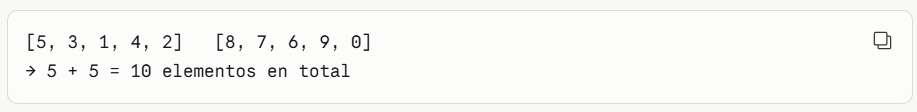 [5, 3, 1, 4, 2]   [8, 7, 6, 9, 0]
→ 5 + 5 = 10 elementos en total